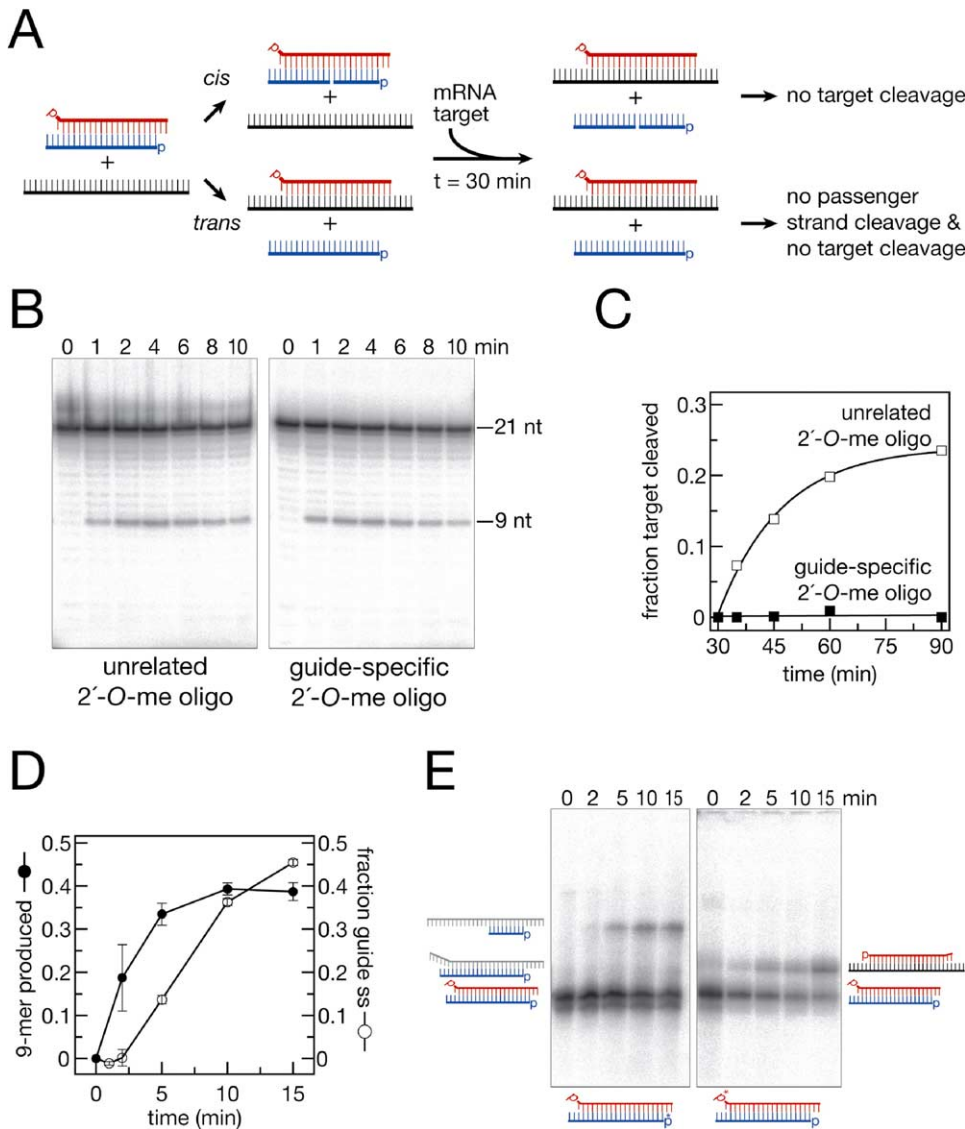 A
cis
trans
p
p
+
p
p
+
p
p
+
mRNA
target
t = 30 min
p
+
p
p
+
p
no target cleavage
no passenger
strand cleavage &
no target cleavage
B
0 1 2 4 6 8 10
0 1 2 4 6 8 10 min
21 nt
9 nt
unrelated
2´-O-me oligo
guide-specific
2´-O-me oligo
C
fraction target cleaved
0.3
0.2
0.1
0
unrelated
2´-O-me oligo
guide-specific
2´-O-me oligo
30 45 60 75 90
time (min)
D
9-mer produced
0.5
0.4
0.3
0.2
0.1
0
0.5
0.4
0.3
0.2
0.1
0
fraction guide ss
0 5 10 15
time (min)
E
0 2 5 10 15
0 2 5 10 15 min
p
p
p
p
p
p
p
p
p*
p
p*
p